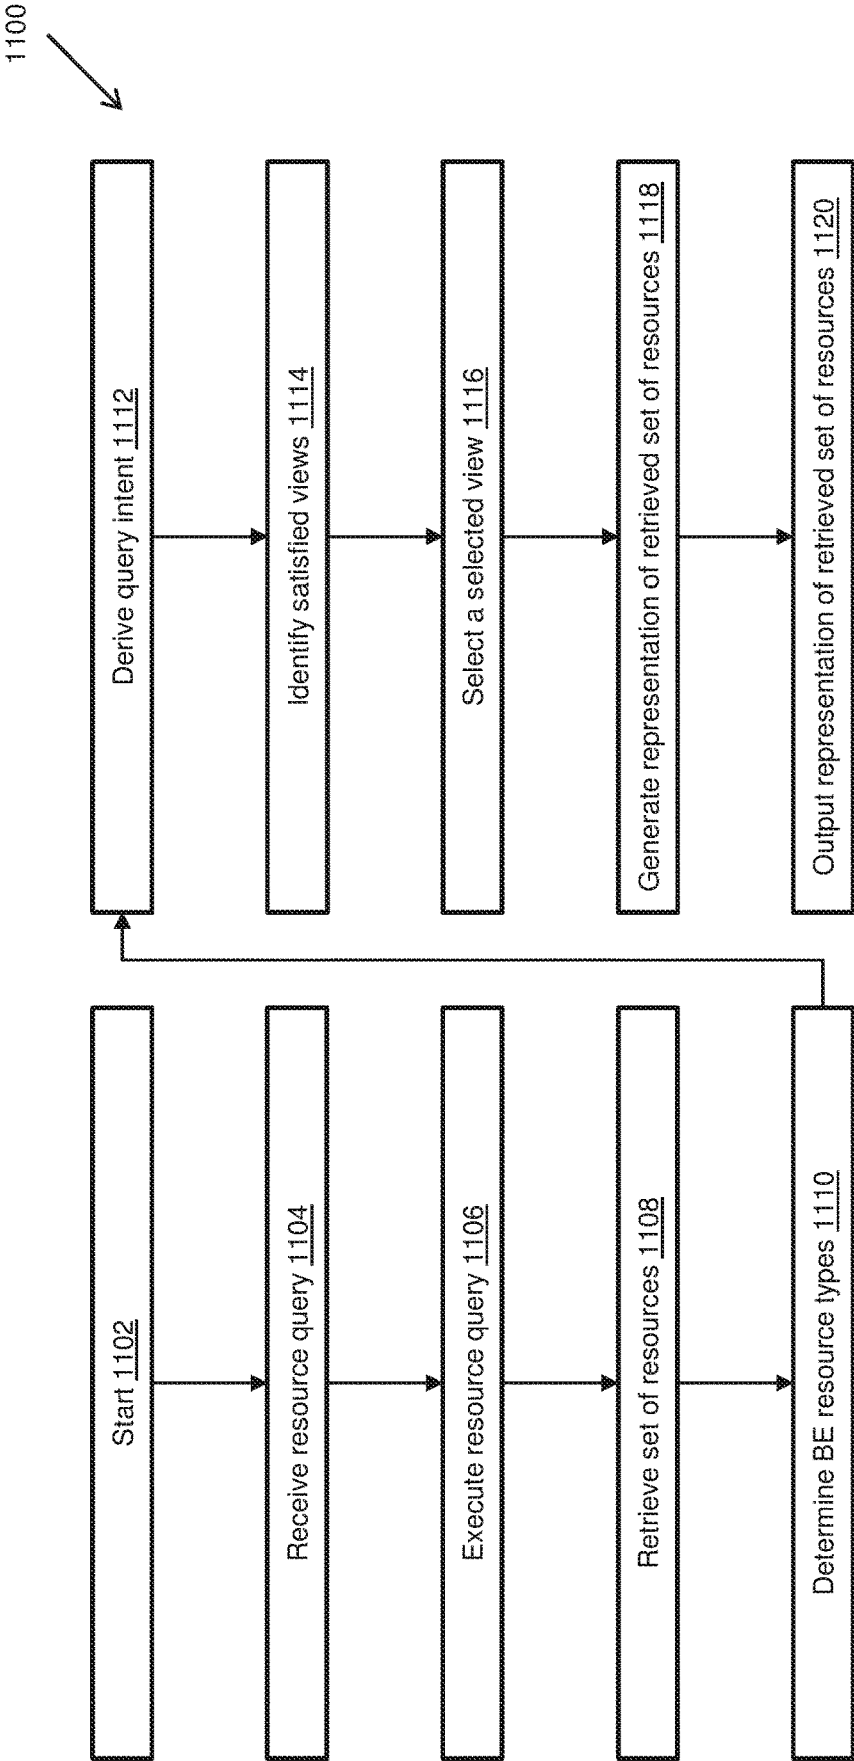 1100
Start 1102
Receive resource query 1104
Execute resource query 1106
Retrieve set of resources 1108
Determine BE resource types 1110
Derive query intent 1112
Identify satisfied views 1114
Select a selected view 1116
Generate representation of retrieved set of resources 1118
Output representation of retrieved set of resources 1120